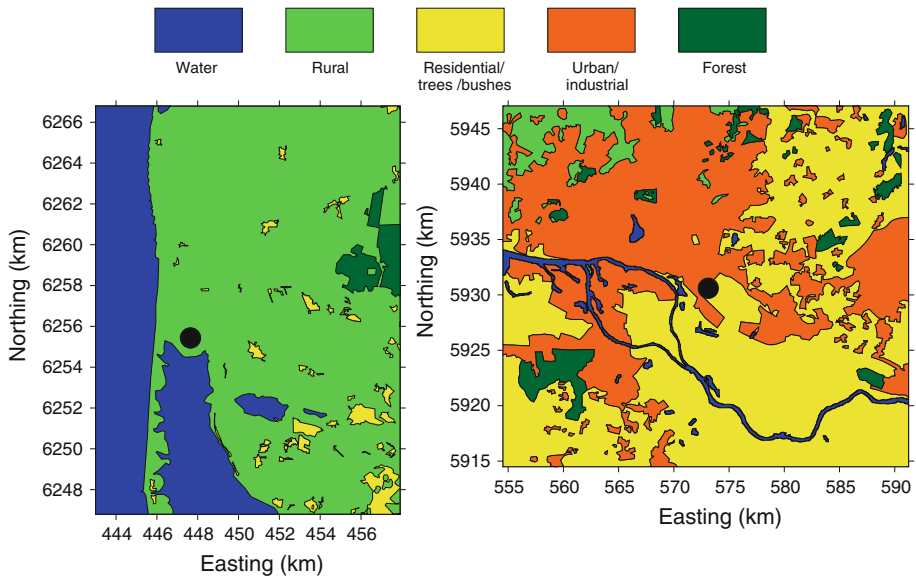 Water
Rural
Residential/
trees /bushes
Urban/
industrial
Forest
6266
6264
6262
6260
6258
6256
6254
6252
6250
6248
Northing (km)
444 446 448 450 452 454 456
Easting (km)
5945
5940
5935
5930
5925
5920
5915
Northing (km)
555 560 565 570 575 580 585 590
Easting (km)